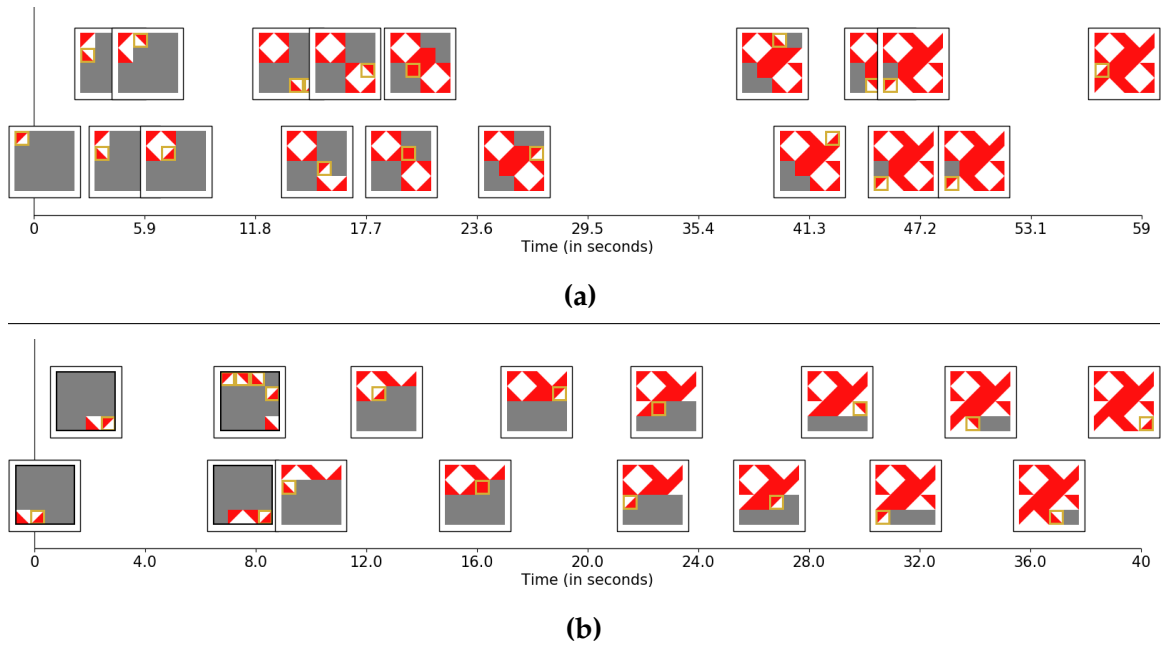 0 5.9 11.8 17.7 23.6 29.5 35.4 41.3 47.2 53.1 59
Time (in seconds)
(a)
0 4.0 8.0 12.0 16.0 20.0 24.0 28.0 32.0 36.0 40
Time (in seconds)
(b)